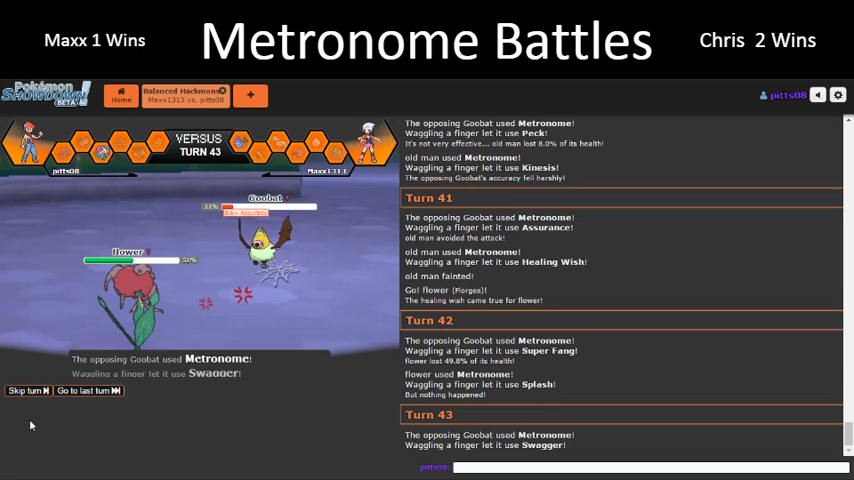 Maxx 1 Wins
Metronome Battles
Chris 2 Wins
Pokémon
SHOWDOWN!
BETA
Home
Balanced Hackmons
Maxx1313 vs. pitts08
+
pitts08
VERSUS
TURN 43
pitts08
Maxx1313
Goobat
11%
flower
51%
The opposing Goobat used Metronome!
Waggling a finger let it use Swagger!
Skip turn
Go to last turn
The opposing Goobat used Metronome!
Waggling a finger let it use Peck!
It's not very effective... old man lost 8.0% of its health!
old man used Metronome!
Waggling a finger let it use Kinesis!
The opposing Goobat's accuracy fell harshly!
Turn 41
The opposing Goobat used Metronome!
Waggling a finger let it use Assurance!
old man avoided the attack!
old man used Metronome!
Waggling a finger let it use Healing Wish!
old man fainted!
Go! flower (Florges)!
The healing wish came true for flower!
Turn 42
The opposing Goobat used Metronome!
Waggling a finger let it use Super Fang!
flower lost 49.8% of its health!
flower used Metronome!
Waggling a finger let it use Splash!
But nothing happened!
Turn 43
The opposing Goobat used Metronome!
Waggling a finger let it use Swagger!
pitts08: